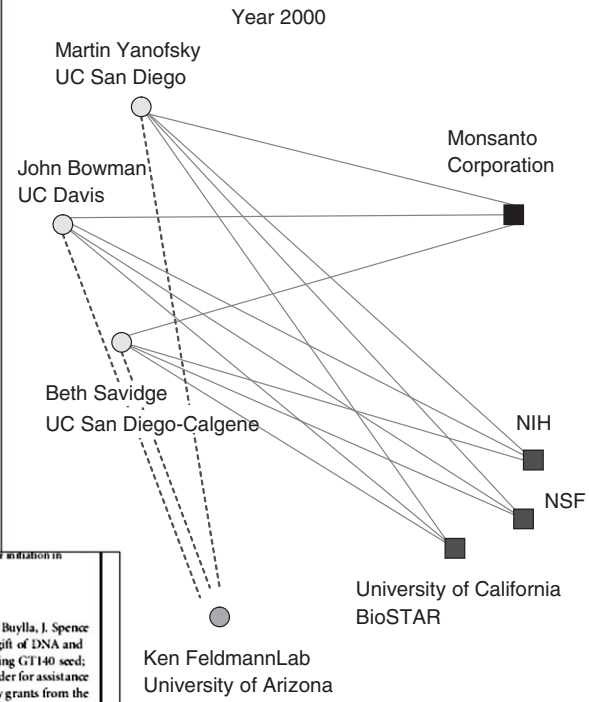 Year 2000
Martin Yanofsky
UC San Diego
Monsanto
Corporation
John Bowman
UC Davis
Beth Savidge
UC San Diego-Calgene
NIH
NSF
University of California
BioSTAR
Ken FeldmannLab
University of Arizona
r initiation in
Buylla, J. Spence
gift of DNA and
ing GT140 seed;
der for assistance
y grants from the